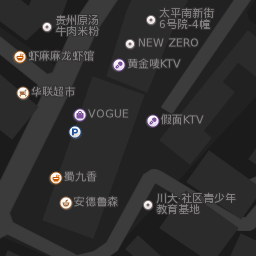 贵州原汤
牛肉米粉
太平南新街
6号院-4幢
NEW ZERO
虾麻麻龙虾馆
黄金唛KTV
华联超市
VOGUE
假面KTV
P
蜀九香
安德鲁森
川大·社区青少年
教育基地